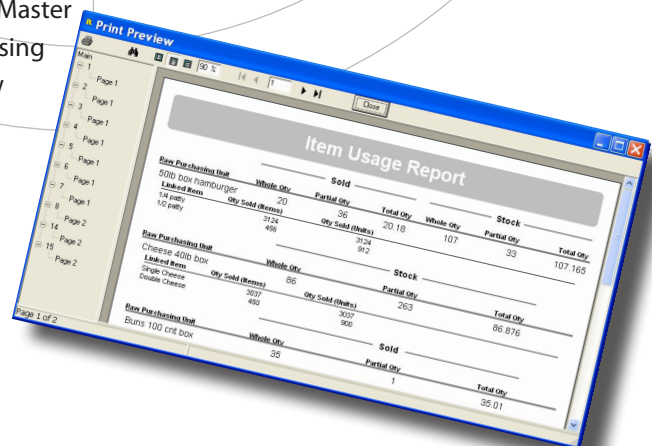 Master
sing
Print Preview
90 %
1
Close
Main
1
Page 1
2
Page 1
3
Page 1
4
Page 1
5
Page 1
6
Page 1
7
Page 1
8
Page 2
14
Page 2
15
Page 2
Item Usage Report
Sold Stock
Raw Purchasing Unit Whole Qty Partial Qty Total Qty Whole Qty Partial Qty Total Qty
50lb box hamburger 20 36 20.18 107 33 107.165
Linked Item Qty Sold (Items) Qty Sold (Units)
1/4 patty 3124 3124
1/2 patty 456 912
Stock
Raw Purchasing Unit Whole Qty Partial Qty Total Qty
Cheese 40lb box 86 263 86.876
Linked Item Qty Sold (Items) Qty Sold (Units)
Single Cheese 3037 3037
Double Cheese 450 900
Sold
Raw Purchasing Unit Whole Qty Partial Qty Total Qty
Buns 100 cnt box 35 1 35.01
Page 1 of 2